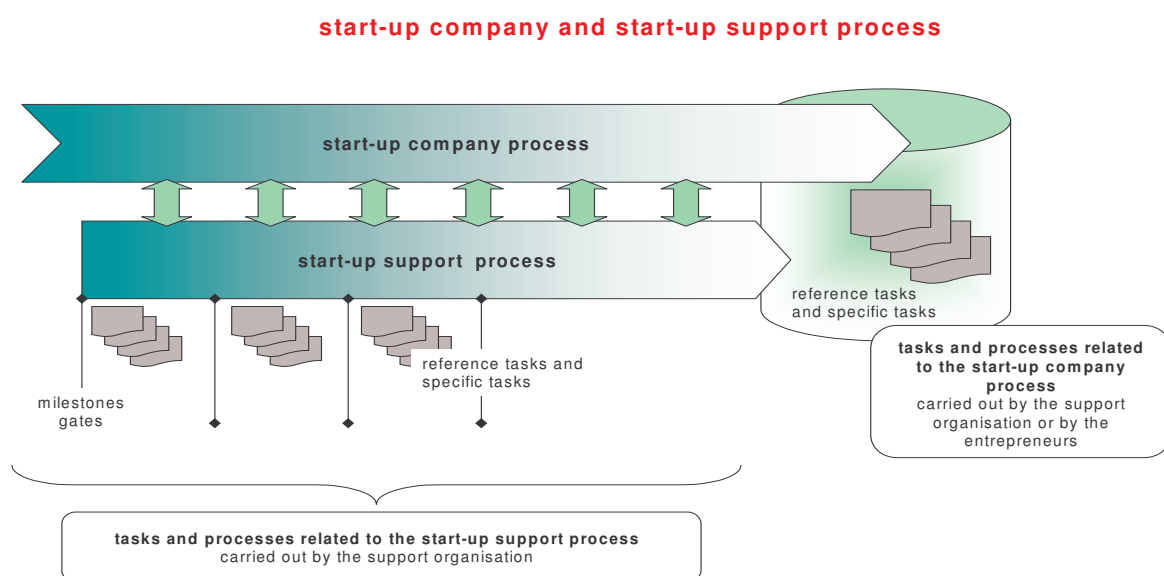 start-up company and start-up support process
start-up company process
start-up support process
reference tasks
and specific tasks
reference tasks and
specific tasks
milestones
gates
tasks and processes related
to the start-up company
process
carried out by the support
organisation or by the
entrepreneurs
tasks and processes related to the start-up support process
carried out by the support organisation